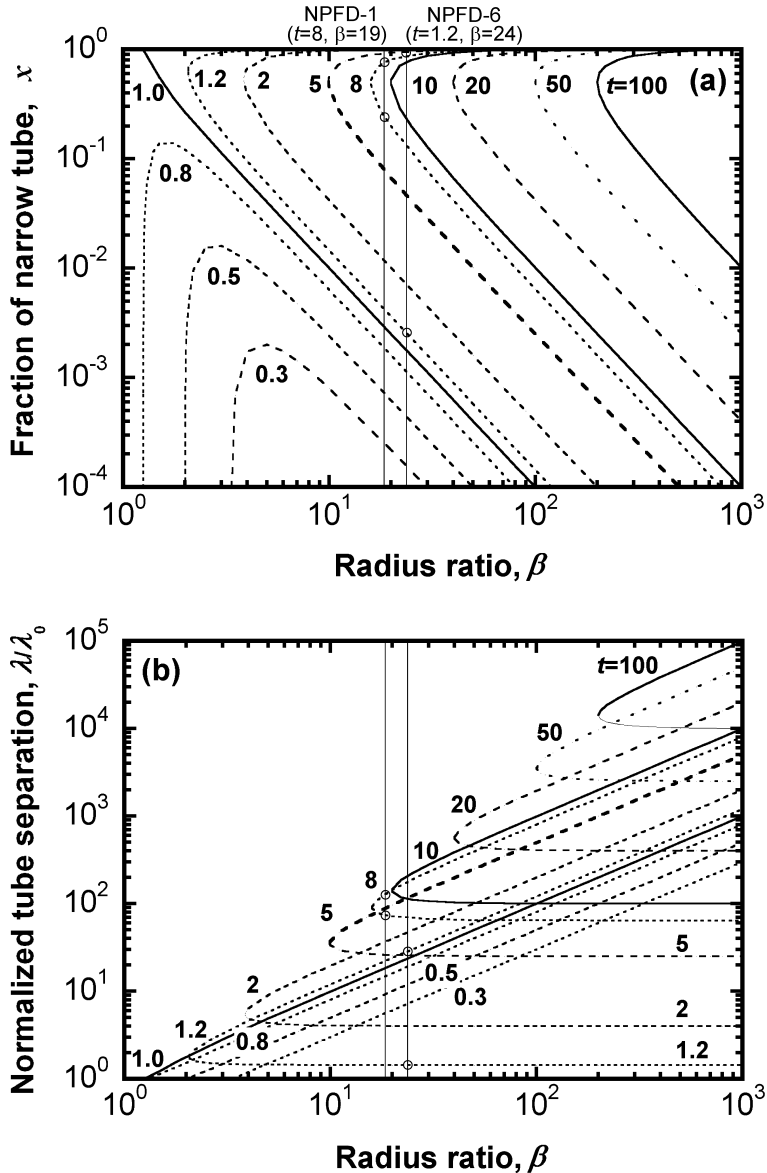 NPFD-1 NPFD-6
(t=8, β=19) (t=1.2, β=24)
Fraction of narrow tube, x
10⁰
10⁻¹
10⁻²
10⁻³
10⁻⁴
1.0 1.2 2 5 8 10 20 50 t=100 (a)
0.8
0.5
0.3
10⁰ 10¹ 10² 10³
Radius ratio, β
Normalized tube separation, λ/λ₀
10⁵
10⁴
10³
10²
10¹
10⁰
(b) t=100
50
20
10
8
5
5
0.5
2 0.3
2
1.2 0.8 1.2
1.0
10⁰ 10¹ 10² 10³
Radius ratio, β